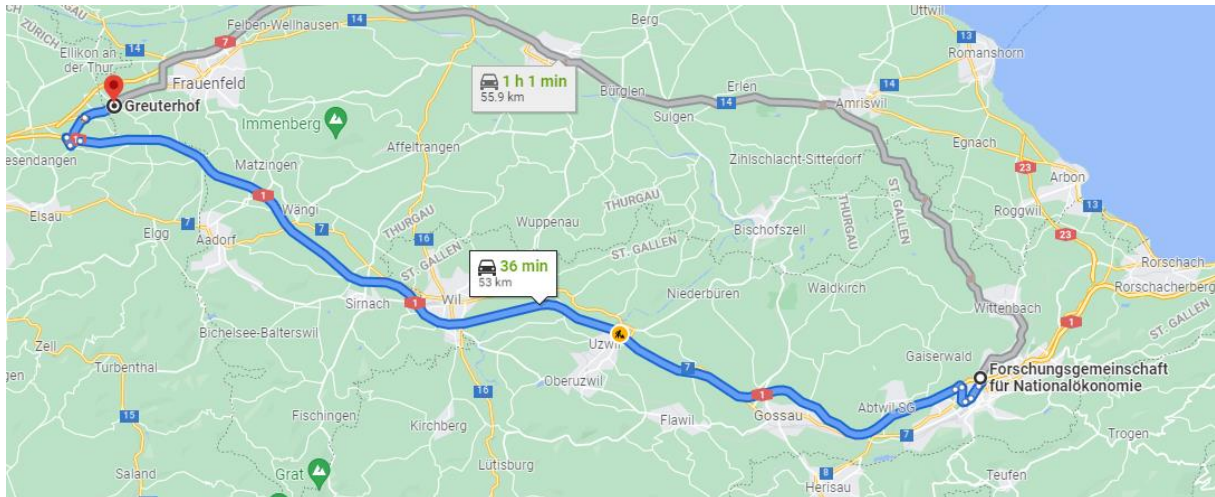 Felben-Wellhausen
Berg
Uttwil
ZÜRICH
14
7
13
Romanshorn
Ellikon an
der Thur
Frauenfeld
1 h 1 min
55.9 km
14
Greuterhof
Bürglen
14
Erlen
Sulgen
Amriswil
Immenberg
Affeltrangen
Egnach
Zihlschlacht-Sitterdorf
esendangen
Matzingen
23
Arbon
1
ST. GALLEN
THURGAU
Roggwil
13
Elsau
7
Wängi
THURGAU
Wuppenau
THURGAU
Elgg
Aadorf
7
16
Bischofszell
23
ST. GALLEN
ST. GALLEN
Rorschach
36 min
53 km
Rorschacherberg
Sirnach
1
Wil
Niederbüren
Waldkirch
Wittenbach
1
ST. GALLEN
Bichelsee-Balterswil
Zell
Turbenthal
Uzwil
Gaiserwald
Forschungsgemeinschaft
für Nationalökonomie
Oberuzwil
7
1
gen
16
Gossau
Abtwil SG
15
Fischingen
Kirchberg
Flawil
7
Trogen
Saland
Grat
Lütisburg
8
Herisau
Teufen